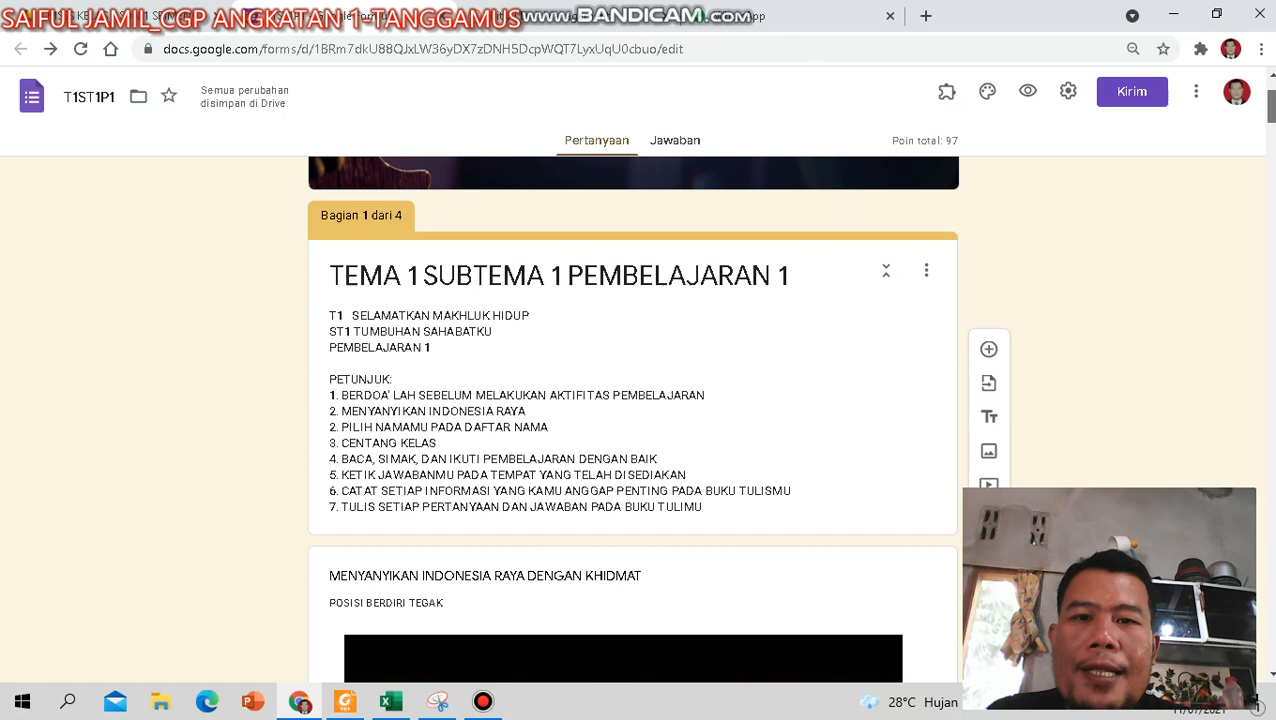 SAIFUL JAMIL_CGP ANGKATAN 1-TANGGAMUS
www.BANDICAM.com
docs.google.com/forms/d/1BRm7dkU88QJxLW36yDX7zDNH5DcpWQT7LyxUqU0cbuo/edit
T1ST1P1
Semua perubahan
disimpan di Drive
Kirim
Pertanyaan
Jawaban
Poin total: 97
Bagian 1 dari 4
TEMA 1 SUBTEMA 1 PEMBELAJARAN 1
T1 SELAMATKAN MAKHLUK HIDUP
ST1 TUMBUHAN SAHABATKU
PEMBELAJARAN 1
PETUNJUK:
1. BERDOA' LAH SEBELUM MELAKUKAN AKTIFITAS PEMBELAJARAN
2. MENYANYIKAN INDONESIA RAYA
2. PILIH NAMAMU PADA DAFTAR NAMA
3. CENTANG KELAS
4. BACA, SIMAK, DAN IKUTI PEMBELAJARAN DENGAN BAIK
5. KETIK JAWABANMU PADA TEMPAT YANG TELAH DISEDIAKAN
6. CATAT SETIAP INFORMASI YANG KAMU ANGGAP PENTING PADA BUKU TULISMU
7. TULIS SETIAP PERTANYAAN DAN JAWABAN PADA BUKU TULIMU
MENYANYIKAN INDONESIA RAYA DENGAN KHIDMAT
POSISI BERDIRI TEGAK
28°C Hujan